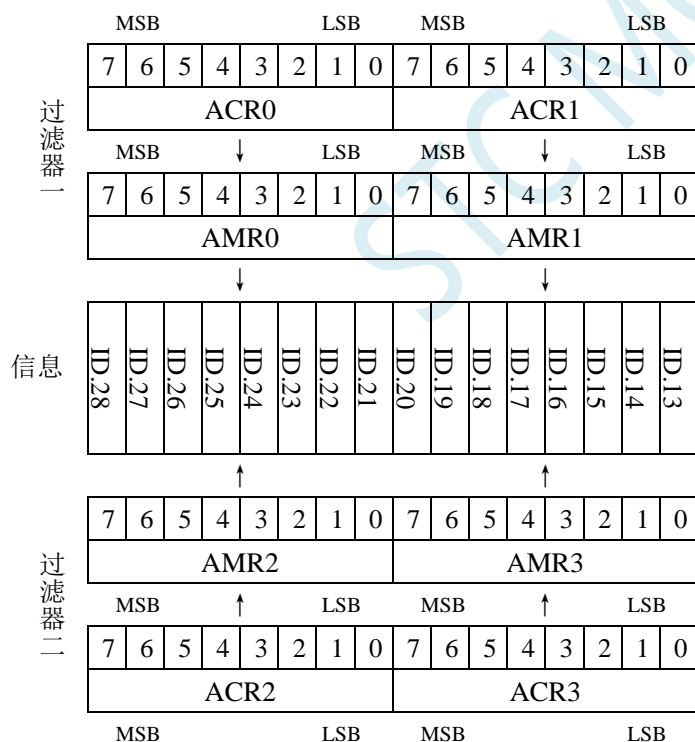 MSB LSB MSB LSB
7 6 5 4 3 2 1 0 7 6 5 4 3 2 1 0
ACR0 ACR1
过滤器一
MSB LSB MSB LSB
7 6 5 4 3 2 1 0 7 6 5 4 3 2 1 0
AMR0 AMR1
信息
ID.28 ID.27 ID.26 ID.25 ID.24 ID.23 ID.22 ID.21 ID.20 ID.19 ID.18 ID.17 ID.16 ID.15 ID.14 ID.13
7 6 5 4 3 2 1 0 7 6 5 4 3 2 1 0
AMR2 AMR3
过滤器二
MSB LSB MSB LSB
7 6 5 4 3 2 1 0 7 6 5 4 3 2 1 0
ACR2 ACR3
MSB LSB MSB LSB
STC M